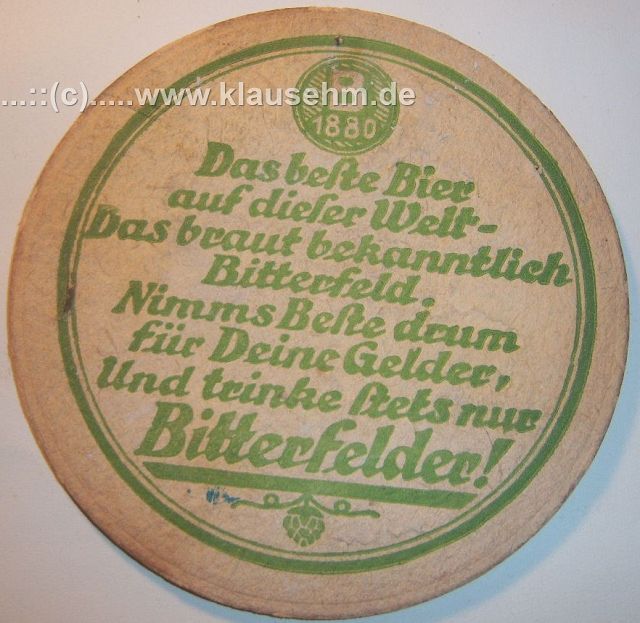 B
...::(c).....www.klausehm.de
1880
Das beſte Bier
auf dieſer Welt-
Das braut bekanntlich
Bitterfeld.
Nimms Beſte drum
für Deine Gelder,
Und trinke ſtets nur
Bitterfelder!